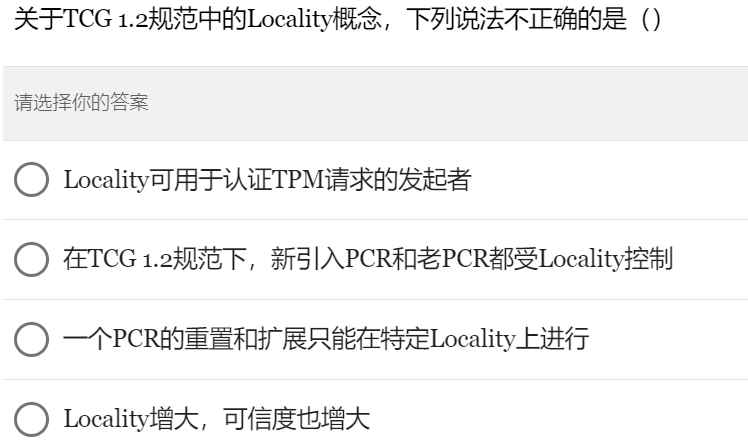 关于TCG 1.2规范中的Locality概念，下列说法不正确的是（）
请选择你的答案
Locality可用于认证TPM请求的发起者
在TCG 1.2规范下，新引入PCR和老PCR都受Locality控制
一个PCR的重置和扩展只能在特定Locality上进行
Locality增大，可信度也增大